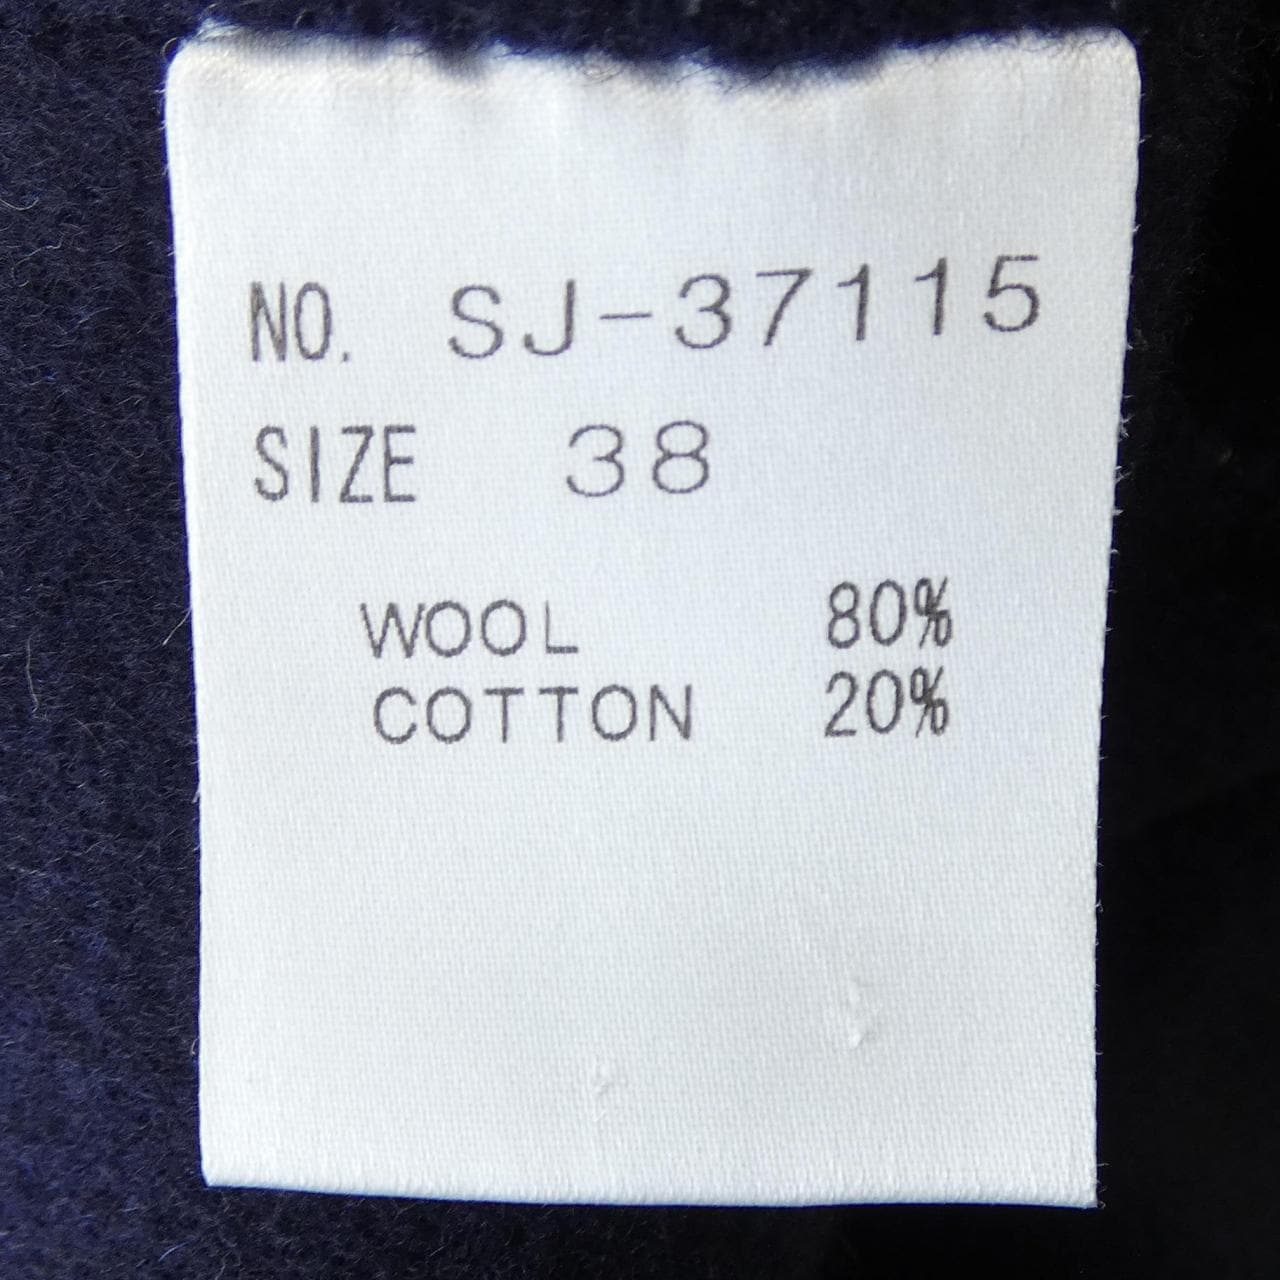 NO. SJ-37115
SIZE 38
WOOL 80%
COTTON 20%